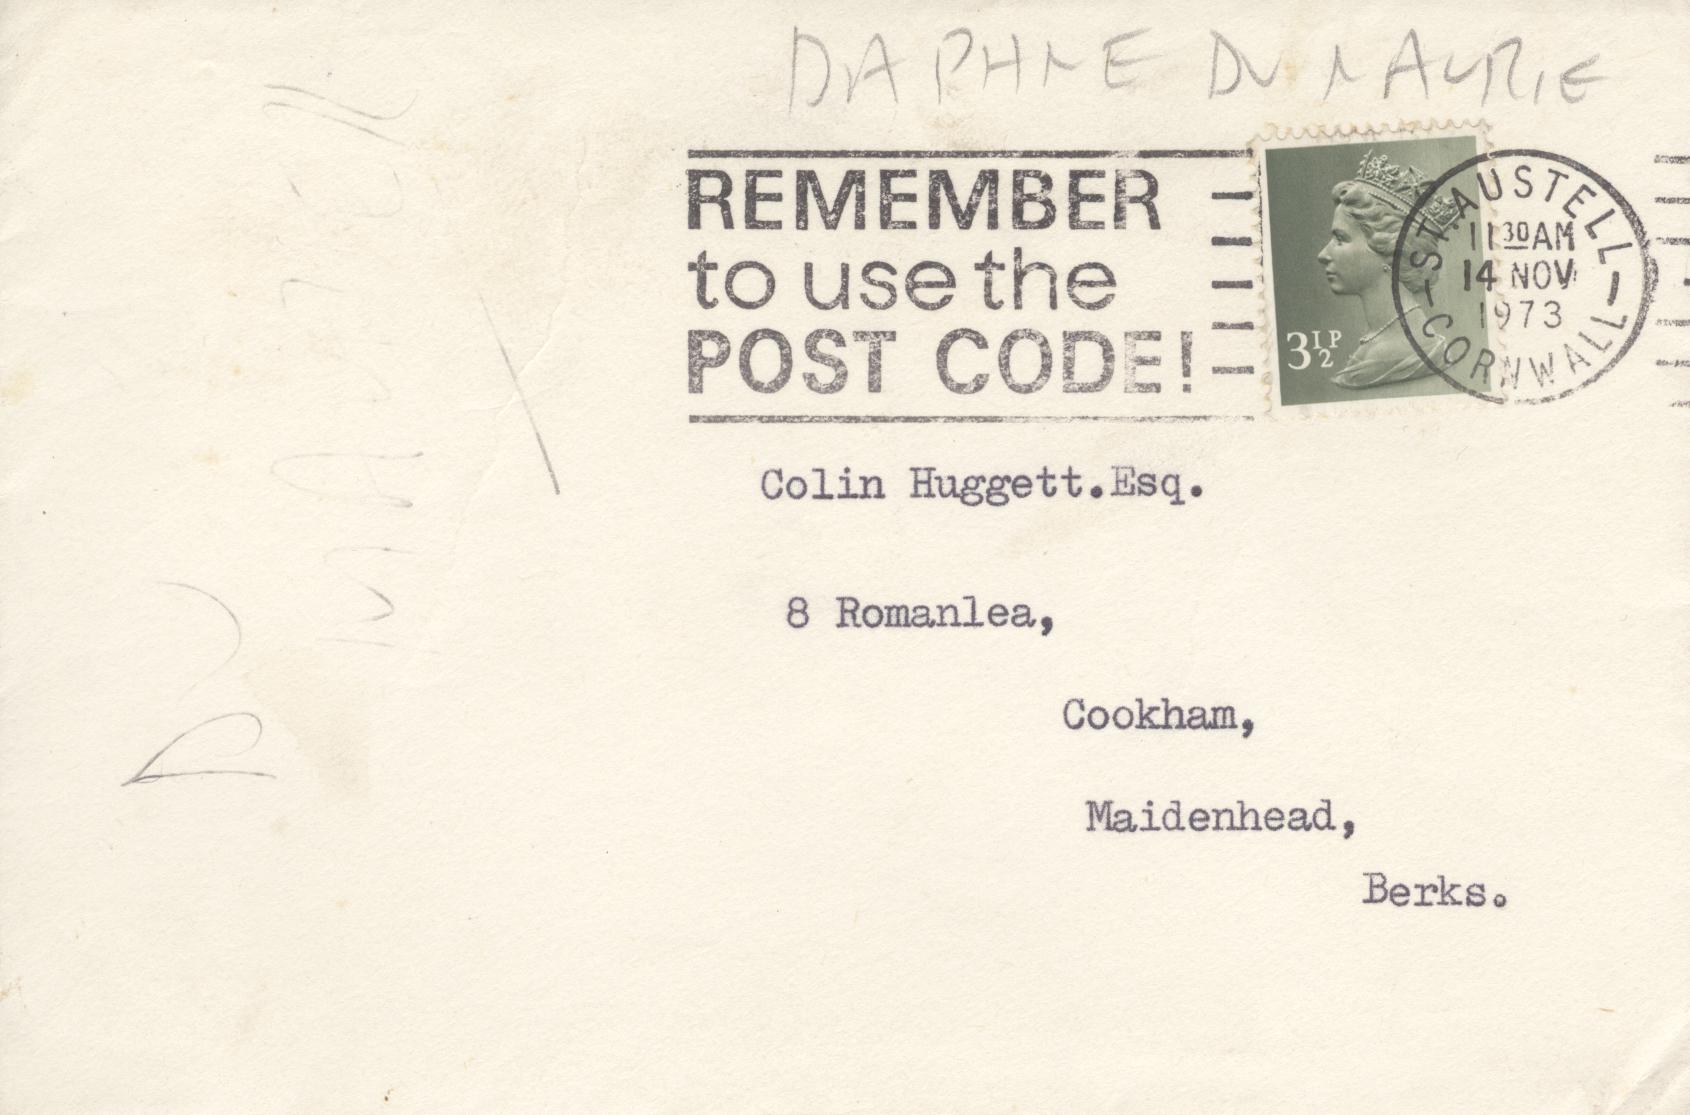 DAPHNE DU MAURIE
REMEMBER
to use the
POST CODE!
3½P
ST. AUSTELL
11 30 AM
14 NOV
1973
CORNWALL
Colin Huggett.Esq.
8 Romanlea,
Cookham,
Maidenhead,
Berks.
DU